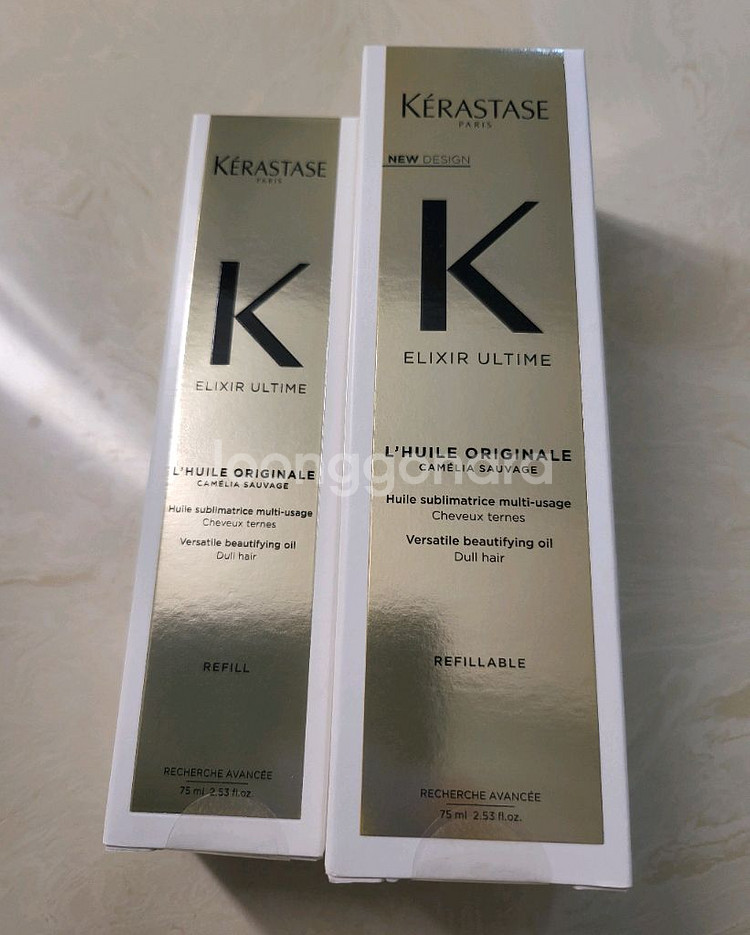 KÉRASTASE
PARIS
K
ELIXIR ULTIME
L'HUILE ORIGINALE
CAMÉLIA SAUVAGE
Huile sublimatrice multi-usage
Cheveux ternes
Versatile beautifying oil
Dull hair
REFILL
RECHERCHE AVANCÉE
75 ml 2.53 fl.oz.
KÉRASTASE
PARIS
NEW DESIGN
K
ELIXIR ULTIME
L'HUILE ORIGINALE
CAMÉLIA SAUVAGE
Huile sublimatrice multi-usage
Cheveux ternes
Versatile beautifying oil
Dull hair
REFILLABLE
RECHERCHE AVANCÉE
75 ml 2.53 fl.oz.
joonggonara